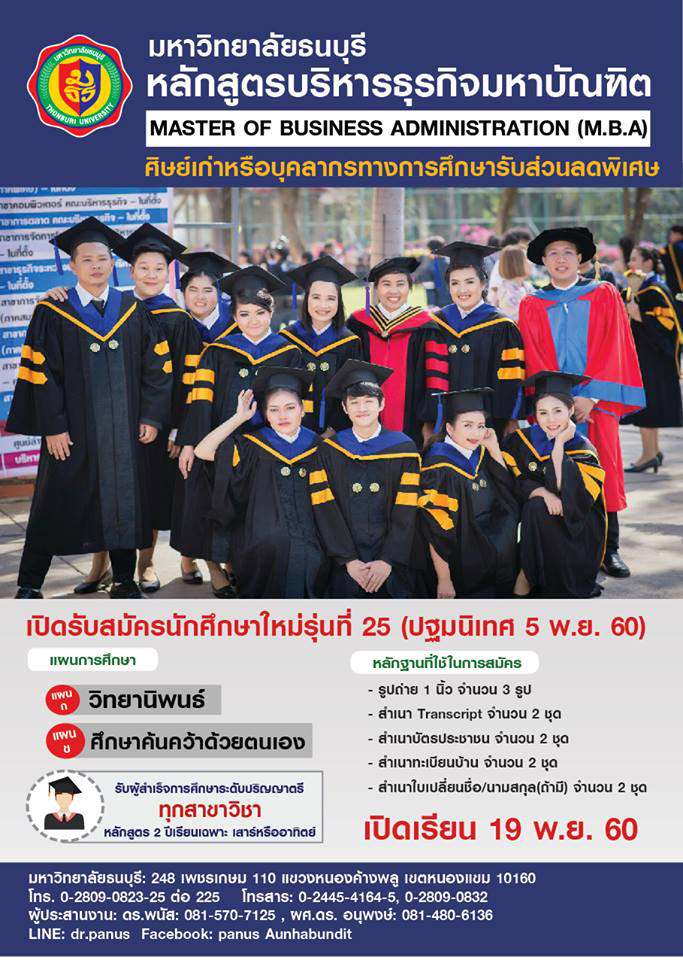 มหาวิทยาลัยธนบุรี
THONBURI UNIVERSITY
มหาวิทยาลัยธนบุรี
หลักสูตรบริหารธุรกิจมหาบัณฑิต
MASTER OF BUSINESS ADMINISTRATION (M.B.A)
ศิษย์เก่าหรือบุคลากรทางการศึกษารับส่วนลดพิเศษ
เปิดรับสมัครนักศึกษาใหม่รุ่นที่ 25 (ปฐมนิเทศ 5 พ.ย. 60)
แผนการศึกษา
แผน ก วิทยานิพนธ์
แผน ข ศึกษาค้นคว้าด้วยตนเอง
รับผู้สำเร็จการศึกษาระดับปริญญาตรี
ทุกสาขาวิชา
หลักสูตร 2 ปีเรียนเฉพาะ เสาร์หรืออาทิตย์
หลักฐานที่ใช้ในการสมัคร
- รูปถ่าย 1 นิ้ว จำนวน 3 รูป
- สำเนา Transcript จำนวน 2 ชุด
- สำเนาบัตรประชาชน จำนวน 2 ชุด
- สำเนาทะเบียนบ้าน จำนวน 2 ชุด
- สำเนาใบเปลี่ยนชื่อ/นามสกุล(ถ้ามี) จำนวน 2 ชุด
เปิดเรียน 19 พ.ย. 60
มหาวิทยาลัยธนบุรี: 248 เพชรเกษม 110 แขวงหนองค้างพลู เขตหนองแขม 10160
โทร. 0-2809-0823-25 ต่อ 225 โทรสาร: 0-2445-4164-5, 0-2809-0832
ผู้ประสานงาน: ดร.พนัส: 081-570-7125 , ผศ.ดร. อนุพงษ์: 081-480-6136
LINE: dr.panus Facebook: panus Aunhabundit